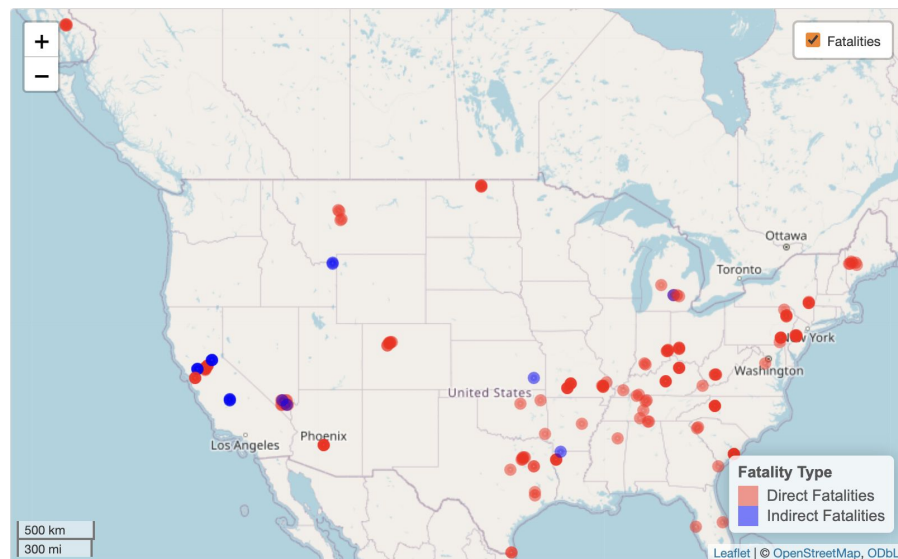 +
−
Fatalities
Ottawa
Toronto
New York
Washington
United States
Phoenix
Los Angeles
Fatality Type
Direct Fatalities
Indirect Fatalities
500 km
300 mi
Leaflet | © OpenStreetMap, ODbL